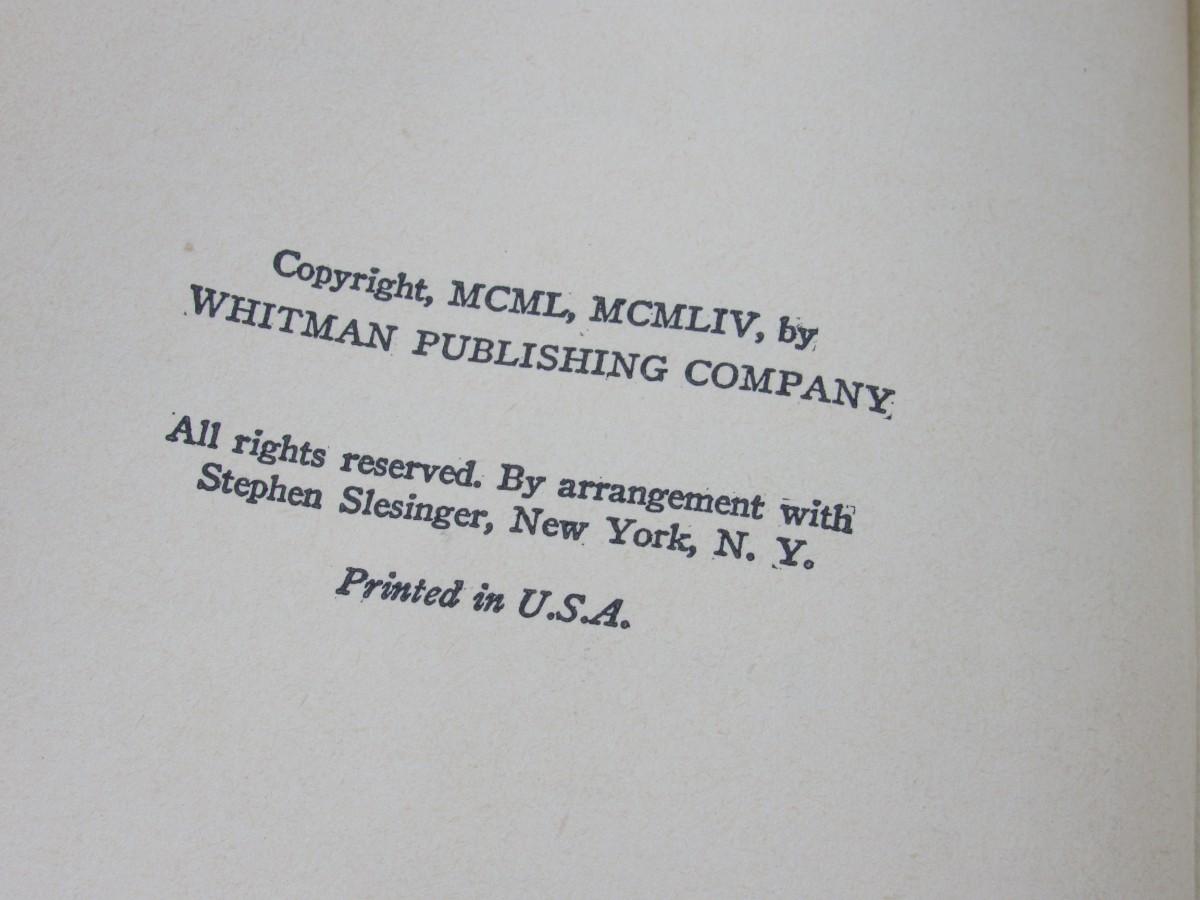 Copyright, MCML, MCMLIV, by
WHITMAN PUBLISHING COMPANY
All rights reserved. By arrangement with
Stephen Slesinger, New York, N. Y.
Printed in U.S.A.